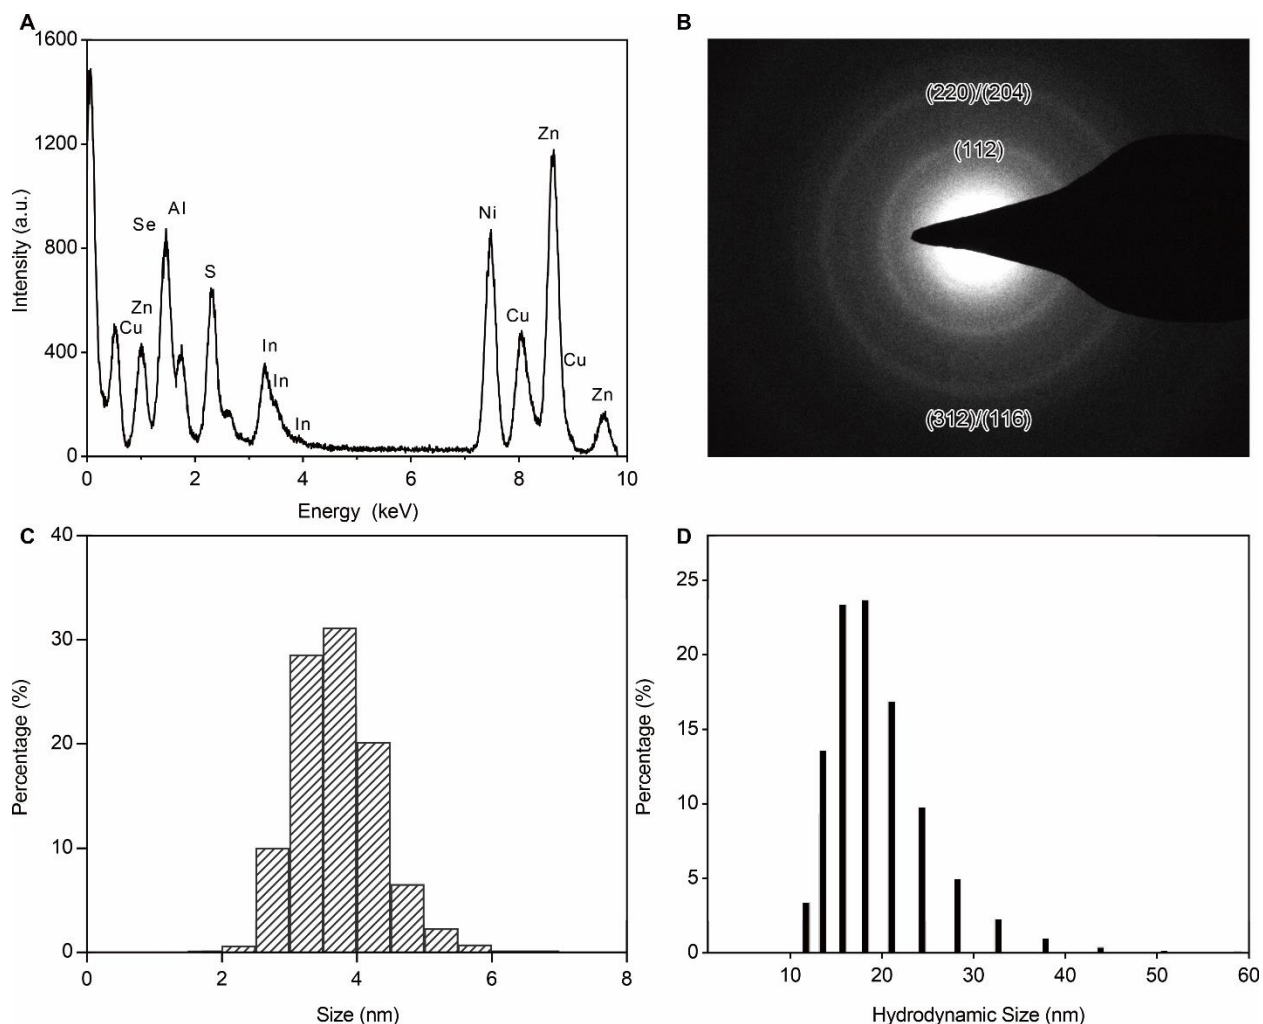 A
1600
1200
800
400
0
Intensity (a.u.)
Se
Al
Zn
Cu
S
In
In
In
Ni
Cu
Zn
Cu
Zn
0
2
4
6
8
10
Energy (keV)
B
(220)/(204)
(112)
(312)/(116)
C
40
30
20
10
0
Percentage (%)
0
2
4
6
8
Size (nm)
D
25
20
15
10
5
0
Percentage (%)
10
20
30
40
50
60
Hydrodynamic Size (nm)